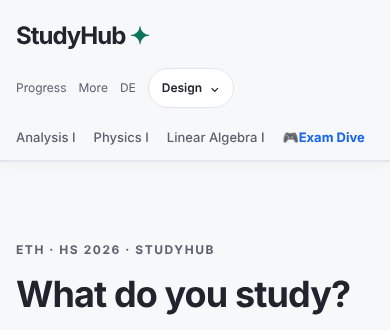 StudyHub
Progress More DE Design
Analysis I Physics I Linear Algebra I Exam Dive
ETH · HS 2026 · STUDYHUB
What do you study?